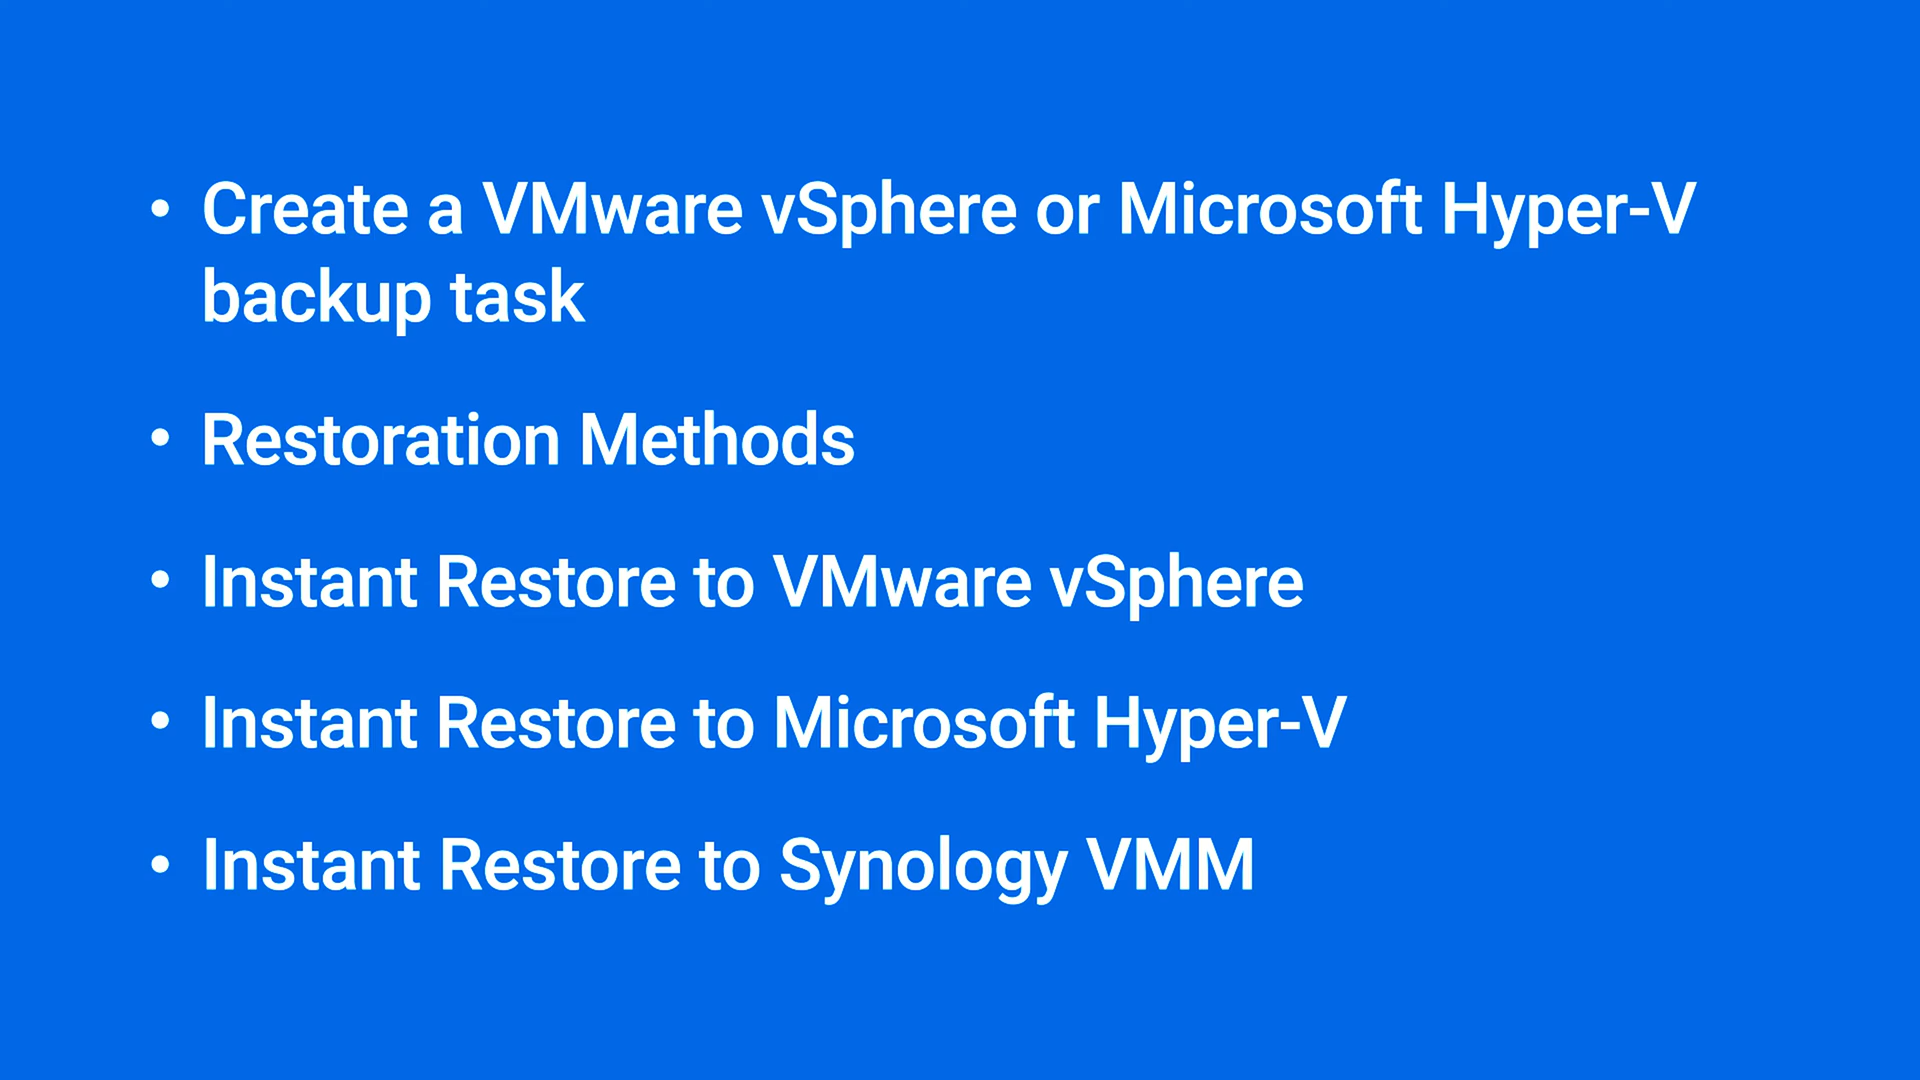 • Create a VMware vSphere or Microsoft Hyper-V
backup task
• Restoration Methods
• Instant Restore to VMware vSphere
• Instant Restore to Microsoft Hyper-V
• Instant Restore to Synology VMM